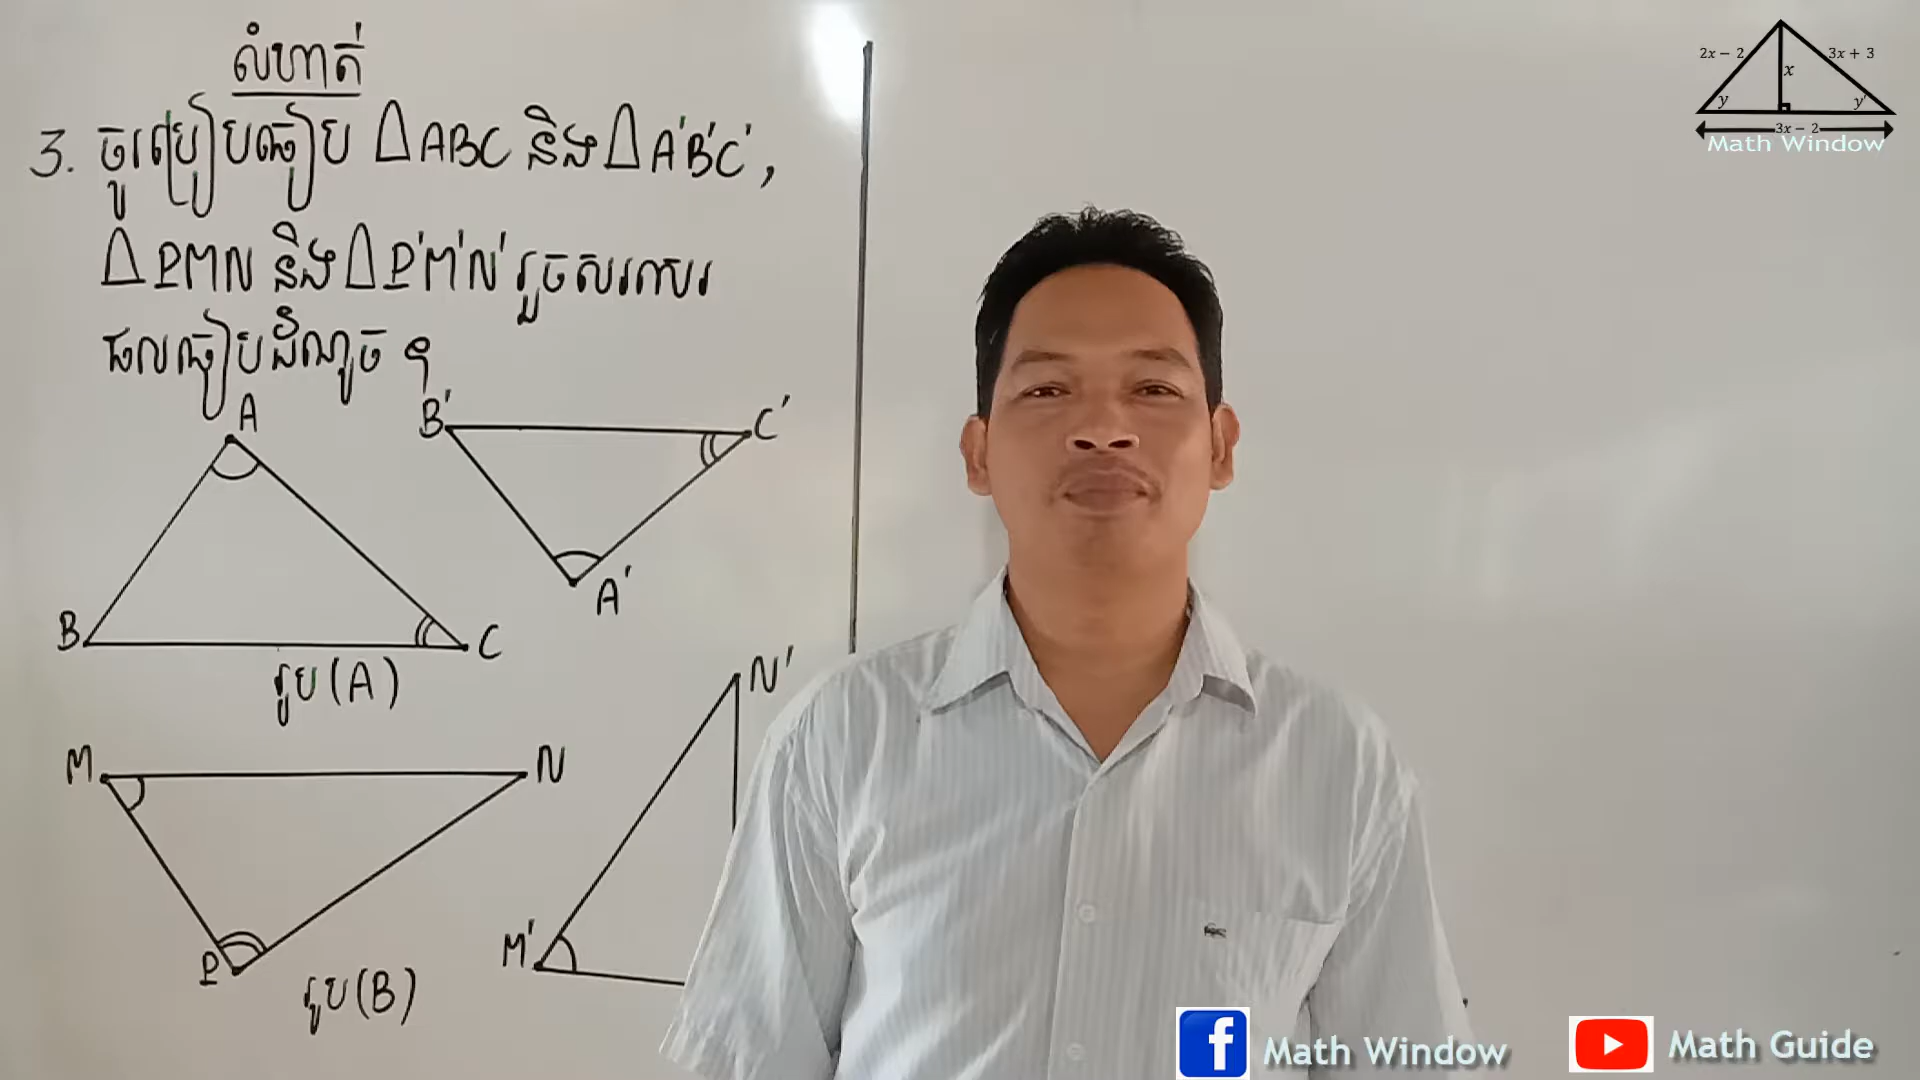 លំហាត់
3. ចូរប្រៀបធៀប ΔABC និង ΔA'B'C',
ΔPMN និង ΔP'M'N' រួចសរសេរ
ផលធៀបដំណូច ។
A
B'
C'
A'
B
C
រូប(A)
N'
M
N
M'
P
រូប(B)
2x − 2
3x + 3
x
y
y'
3x − 2
Math Window
f Math Window
Math Guide